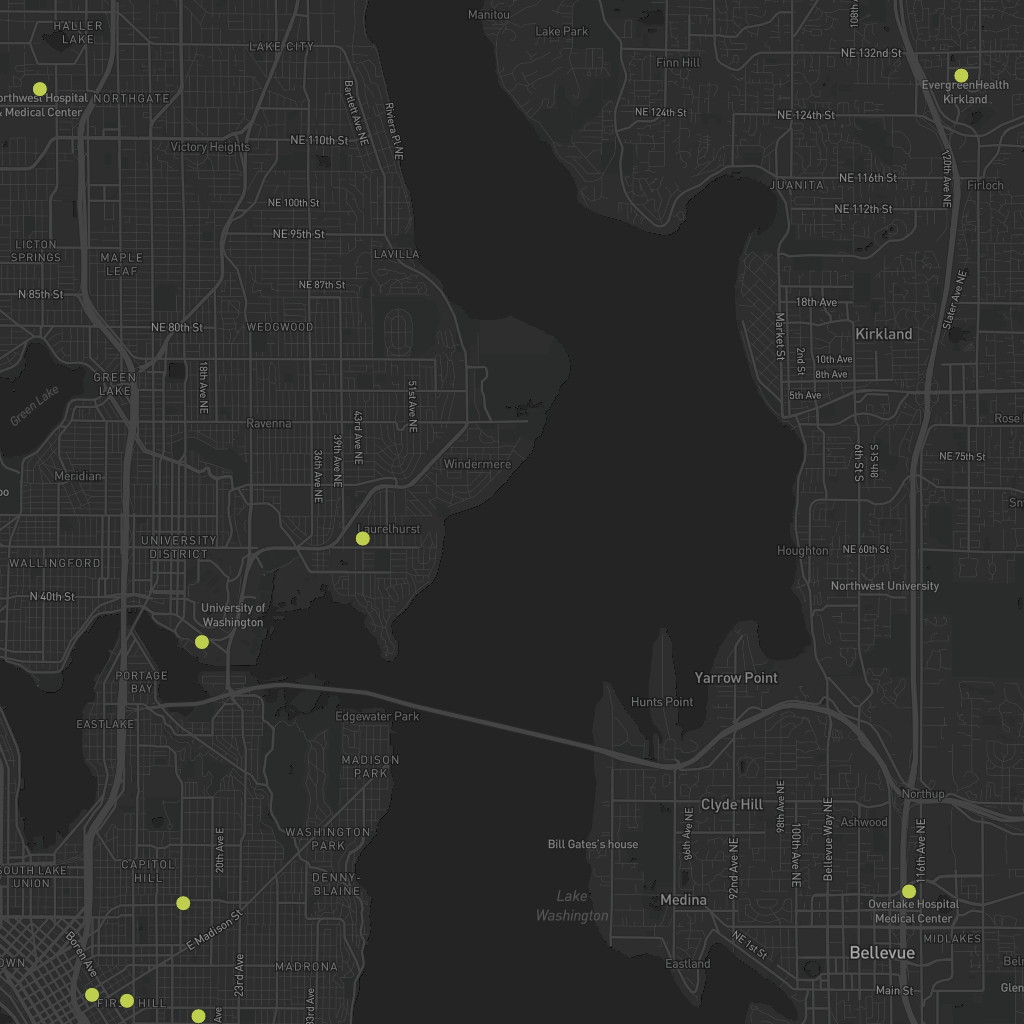 Manitou
HALLER
LAKE
Lake Park
108th
LAKE CITY
NE 132nd St
Finn Hill
EvergreenHealth
Kirkland
orthwest Hospital
& Medical Center
NORTHGATE
Bartlett Ave NE
Riviera Pl NE
NE 124th St
NE 124th St
NE 110th St
Victory Heights
120th Ave NE
NE 116th St
JUANITA
Firloch
NE 100th St
NE 112th St
NE 95th St
LICTON
SPRINGS
MAPLE
LEAF
LAVILLA
NE 87th St
N 85th St
18th Ave
Slater Ave NE
NE 80th St
WEDGWOOD
Market St
Kirkland
2nd St
10th Ave
8th Ave
GREEN
LAKE
18th Ave NE
5th Ave
51st Ave NE
Green Lake
Ravenna
43rd Ave NE
39th Ave NE
36th Ave NE
Rose
6th St S
8th St S
NE 75th St
Windermere
Meridian
oo
Sn
Laurelhurst
UNIVERSITY
DISTRICT
Houghton
NE 60th St
WALLINGFORD
Northwest University
N 40th St
University of
Washington
PORTAGE
BAY
Yarrow Point
Hunts Point
EASTLAKE
Edgewater Park
MADISON
PARK
Northup
Clyde Hill
86th Ave NE
98th Ave NE
Bellevue Way NE
Ashwood
WASHINGTON
PARK
20th Ave E
Bill Gates's house
92nd Ave NE
100th Ave NE
116th Ave NE
CAPITOL
HILL
SOUTH LAKE
UNION
DENNY-
BLAINE
Lake
Washington
Medina
Overlake Hospital
Medical Center
E Madison St
Boren Ave
NE 1st St
MIDLAKES
Bellevue
OWN
MADRONA
Eastland
Bel
23rd Ave
Main St
Glen
FIRST HILL
33rd Ave
Ave